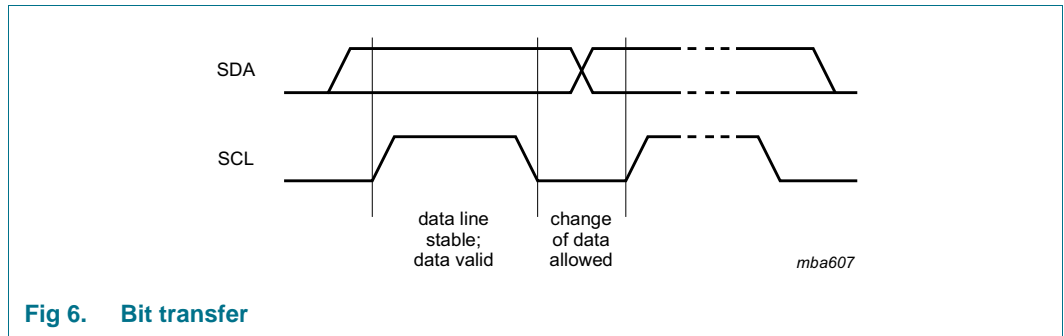 SDA
SCL
data line
stable;
data valid
change
of data
allowed
mba607
Fig 6. Bit transfer